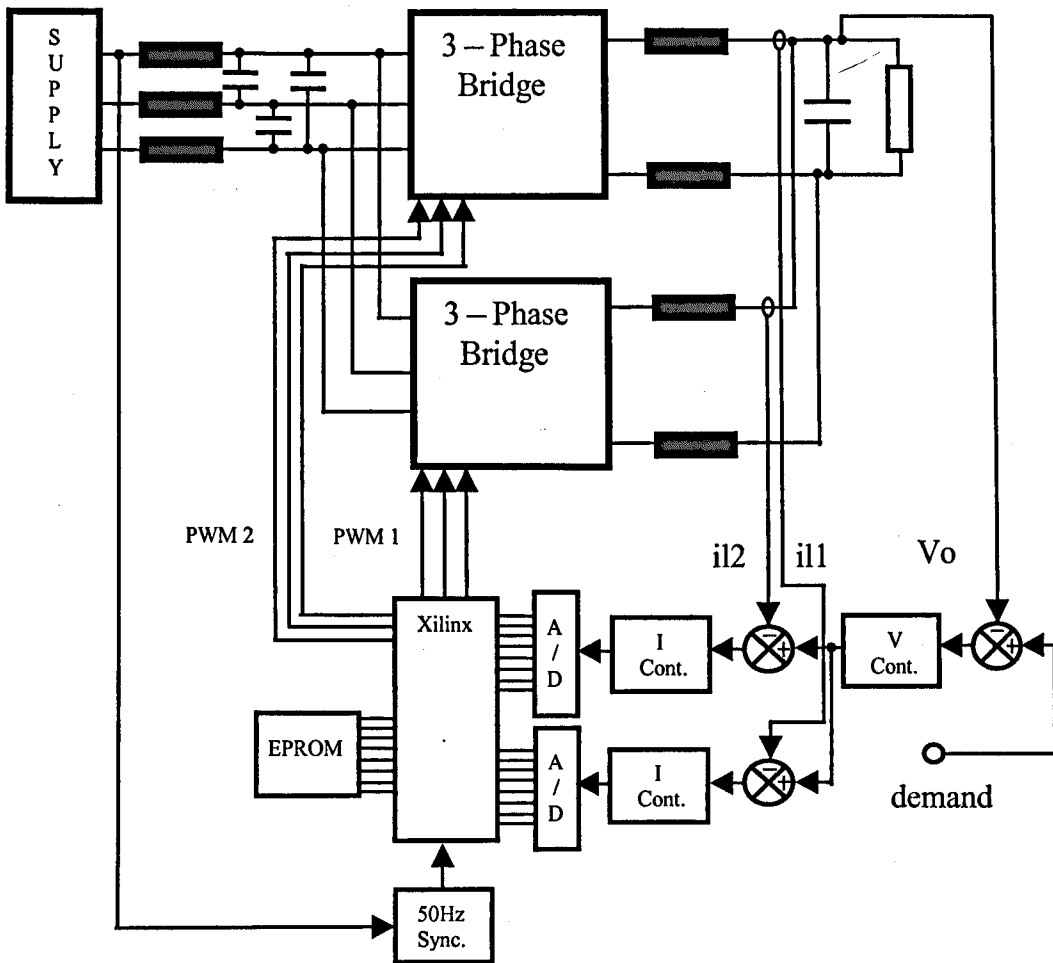 SUPPLY
3 – Phase
Bridge
3 – Phase
Bridge
PWM 2
PWM 1
il2
il1
Vo
Xilinx
A/D
I
Cont.
−
+
V
Cont.
−
+
EPROM
A/D
I
Cont.
−
+
demand
50Hz
Sync.